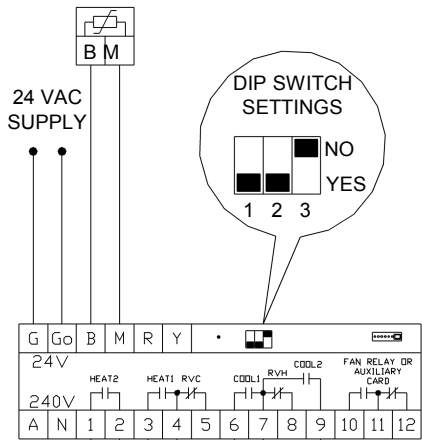 B M
24 VAC
SUPPLY
DIP SWITCH
SETTINGS
NO
YES
1 2 3
G Go B M R Y
24V
HEAT2 HEAT1 RVC COOL1 RVH COOL2 FAN RELAY OR
AUXILIARY
CARD
240V
A N 1 2 3 4 5 6 7 8 9 10 11 12